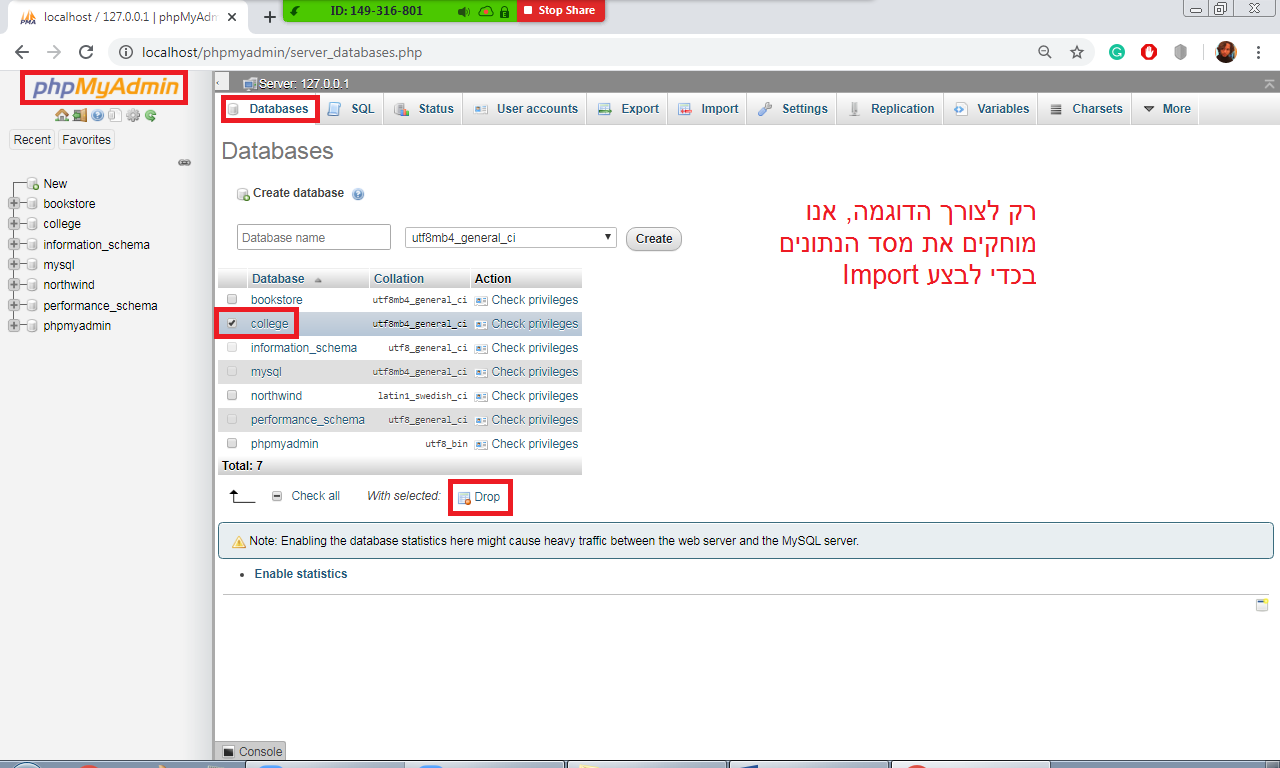 localhost / 127.0.0.1 | phpMyAdm
ID: 149-316-801
Stop Share
localhost/phpmyadmin/server_databases.php
phpMyAdmin
Recent
Favorites
New
bookstore
college
information_schema
mysql
northwind
performance_schema
phpmyadmin
Server: 127.0.0.1
Databases SQL Status User accounts Export Import Settings Replication Variables Charsets More
Databases
Create database
Database name utf8mb4_general_ci Create
Database Collation Action
bookstore utf8mb4_general_ci Check privileges
college utf8mb4_general_ci Check privileges
information_schema utf8_general_ci Check privileges
mysql utf8mb4_general_ci Check privileges
northwind latin1_swedish_ci Check privileges
performance_schema utf8_general_ci Check privileges
phpmyadmin utf8_bin Check privileges
Total: 7
Check all With selected: Drop
רק לצורך הדוגמה, אנו
מוחקים את מסד הנתונים
בכדי לבצע Import
Note: Enabling the database statistics here might cause heavy traffic between the web server and the MySQL server.
Enable statistics
Console